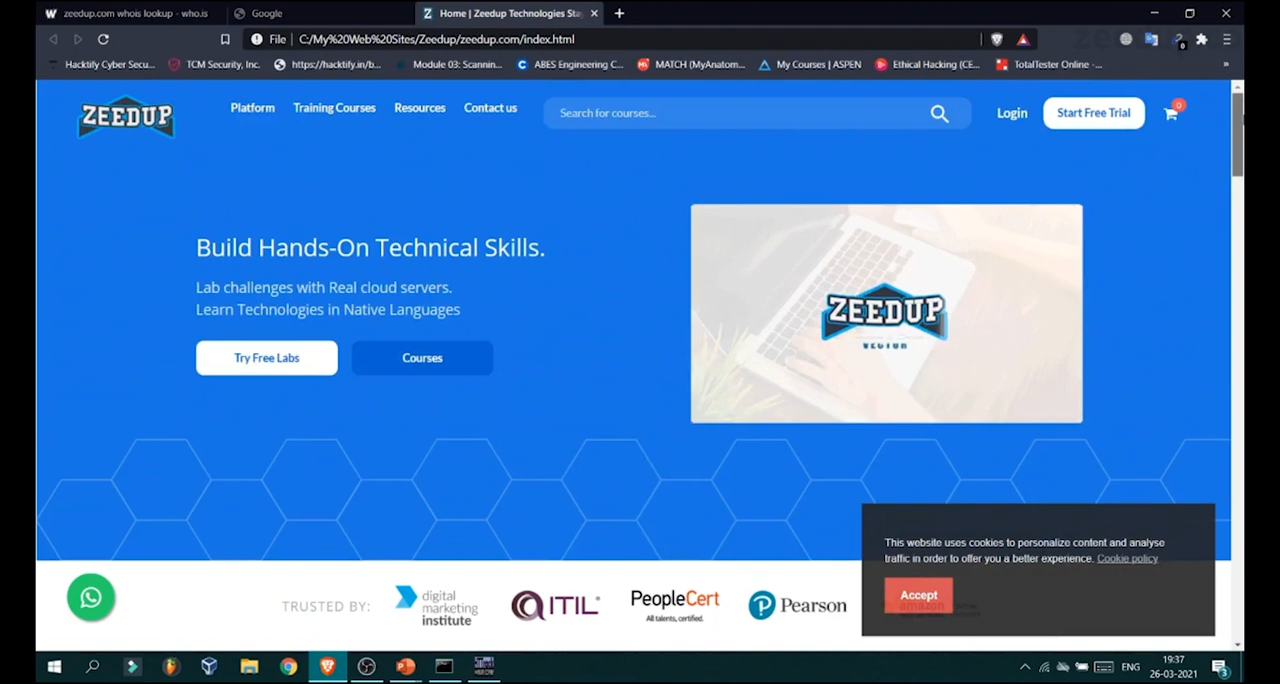 zeedup.com whois lookup - who.is
Google
Home | Zeedup Technologies Sta
File | C:/My%20Web%20Sites/Zeedup/zeedup.com/index.html
Hacktify Cyber Secu...
TCM Security, Inc.
https://hacktify.in/b...
Module 03: Scannin...
ABES Engineering C...
MATCH (MyAnatom...
My Courses | ASPEN
Ethical Hacking (CE...
TotalTester Online -...
ZEEDUP
Platform
Training Courses
Resources
Contact us
Search for courses...
Login
Start Free Trial
0
Build Hands-On Technical Skills.
Lab challenges with Real cloud servers.
Learn Technologies in Native Languages
Try Free Labs
Courses
ZEEDUP
VECTOR
This website uses cookies to personalize content and analyse
traffic in order to offer you a better experience. Cookie policy
Accept
TRUSTED BY:
digital
marketing
institute
ITIL
PeopleCert
All talents, certified.
Pearson
amazon
ENG
19:37
26-03-2021
3